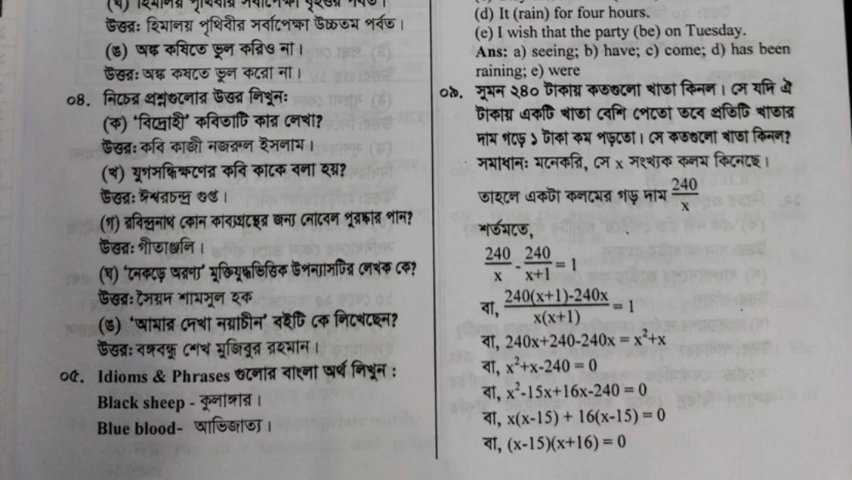 উত্তর: হিমালয় পৃথিবীর সর্বাপেক্ষা উচ্চতম পর্বত।
(ঙ) অঙ্ক কষিতে ভুল করিও না।
উত্তর: অঙ্ক কষতে ভুল করো না।
০৪. নিচের প্রশ্নগুলোর উত্তর লিখুন:
(ক) ‘বিদ্রোহী’ কবিতাটি কার লেখা?
উত্তর: কবি কাজী নজরুল ইসলাম।
(খ) যুগসন্ধিক্ষণের কবি কাকে বলা হয়?
উত্তর: ঈশ্বরচন্দ্র গুপ্ত।
(গ) রবিন্দ্রনাথ কোন কাব্যগ্রন্থের জন্য নোবেল পুরষ্কার পান?
উত্তর: গীতাঞ্জলি।
(ঘ) ‘নেকড়ে অরণ্য’ মুক্তিযুদ্ধভিত্তিক উপন্যাসটির লেখক কে?
উত্তর: সৈয়দ শামসুল হক
(ঙ) ‘আমার দেখা নয়াচীন’ বইটি কে লিখেছেন?
উত্তর: বঙ্গবন্ধু শেখ মুজিবুর রহমান।
০৫. Idioms & Phrases গুলোর বাংলা অর্থ লিখুন :
Black sheep - কুলাঙ্গার।
Blue blood- আভিজাত্য।
(d) It (rain) for four hours.
(e) I wish that the party (be) on Tuesday.
Ans: a) seeing; b) have; c) come; d) has been
raining; e) were
০৯. সুমন ২৪০ টাকায় কতগুলো খাতা কিনল। সে যদি ঐ
টাকায় একটি খাতা বেশি পেতো তবে প্রতিটি খাতার
দাম গড়ে ১ টাকা কম পড়তো। সে কতগুলো খাতা কিনল?
সমাধান: মনেকরি, সে x সংখ্যক কলম কিনেছে।
তাহলে একটা কলমের গড় দাম 240/x
শর্তমতে,
240/x - 240/x+1 = 1
বা, 240(x+1)-240x/x(x+1) = 1
বা, 240x+240-240x = x²+x
বা, x²+x-240 = 0
বা, x²-15x+16x-240 = 0
বা, x(x-15) + 16(x-15) = 0
বা, (x-15)(x+16) = 0